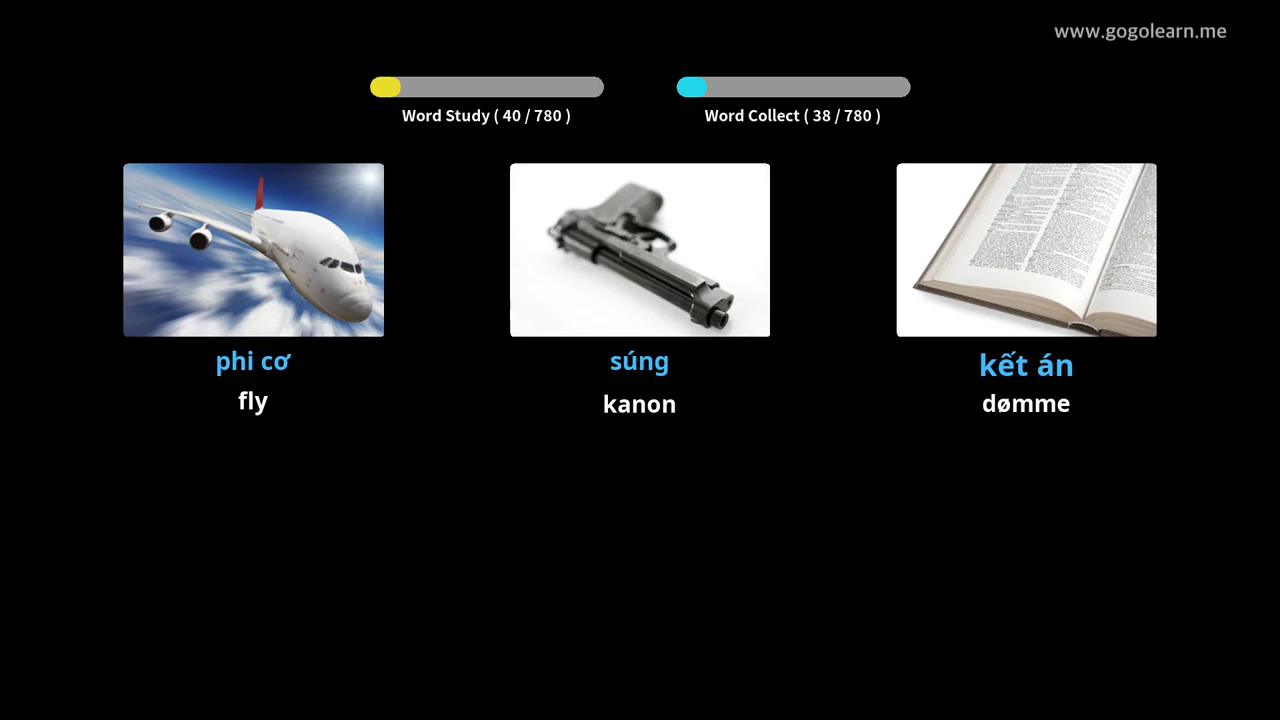 www.gogolearn.me
Word Study ( 40 / 780 )
Word Collect ( 38 / 780 )
phi cơ
fly
súng
kanon
kết án
dømme